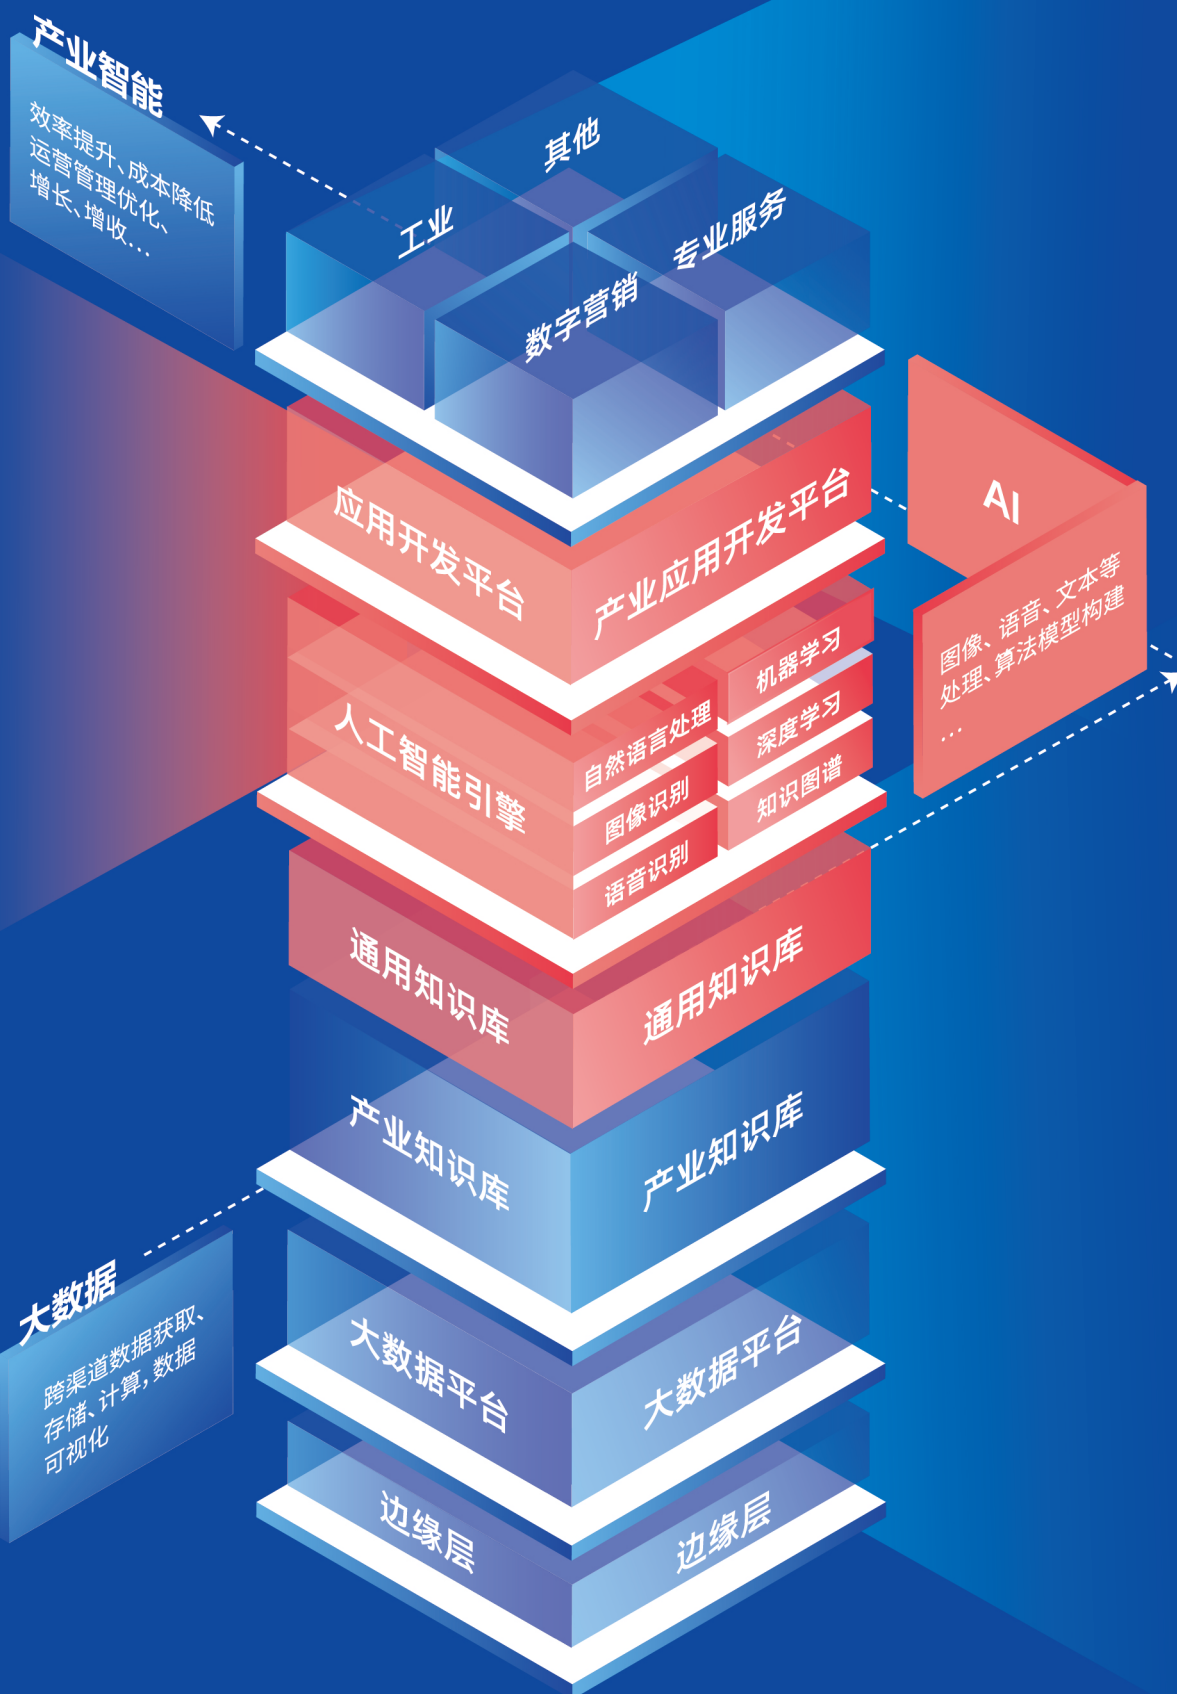 产业智能
效率提升、成本降低
运营管理优化、
增长、增收...
其他
工业
专业服务
数字营销
应用开发平台
产业应用开发平台
AI
图像、语音、文本等
处理、算法模型构建
...
人工智能引擎
自然语言处理
图像识别
语音识别
机器学习
深度学习
知识图谱
通用知识库
通用知识库
产业知识库
产业知识库
大数据
跨渠道数据获取、
存储、计算,数据
可视化
大数据平台
大数据平台
边缘层
边缘层